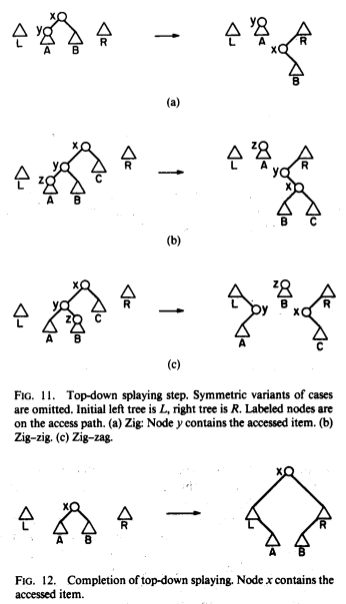 x y L A B R y L A x R B
(a)
x y z L A B C R z L A y R x B C
(b)
x y z L A B C R L y A z B x R C
(c)
FIG. 11. Top-down splaying step. Symmetric variants of cases
are omitted. Initial left tree is L, right tree is R. Labeled nodes are
on the access path. (a) Zig: Node y contains the accessed item. (b)
Zig-zig. (c) Zig-zag.
x L A B R x L R A B
FIG. 12. Completion of top-down splaying. Node x contains the
accessed item.